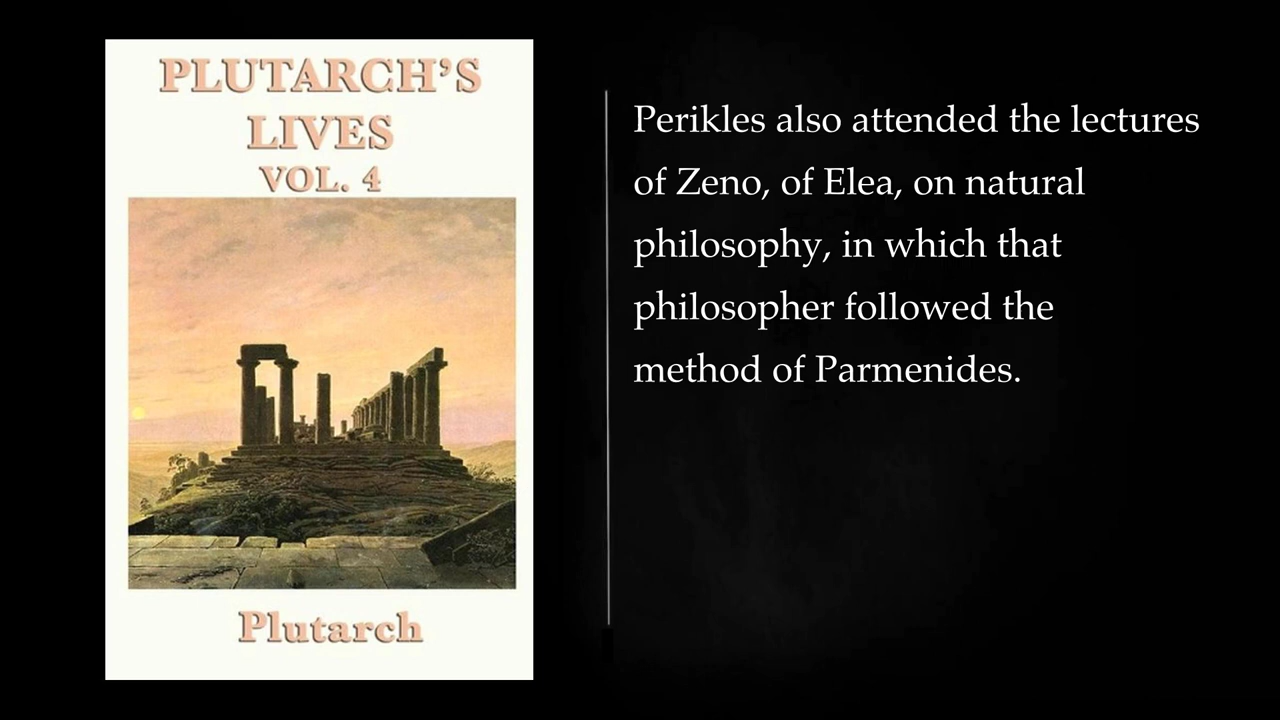 PLUTARCH'S
LIVES
VOL. 4
Plutarch
Perikles also attended the lectures
of Zeno, of Elea, on natural
philosophy, in which that
philosopher followed the
method of Parmenides.